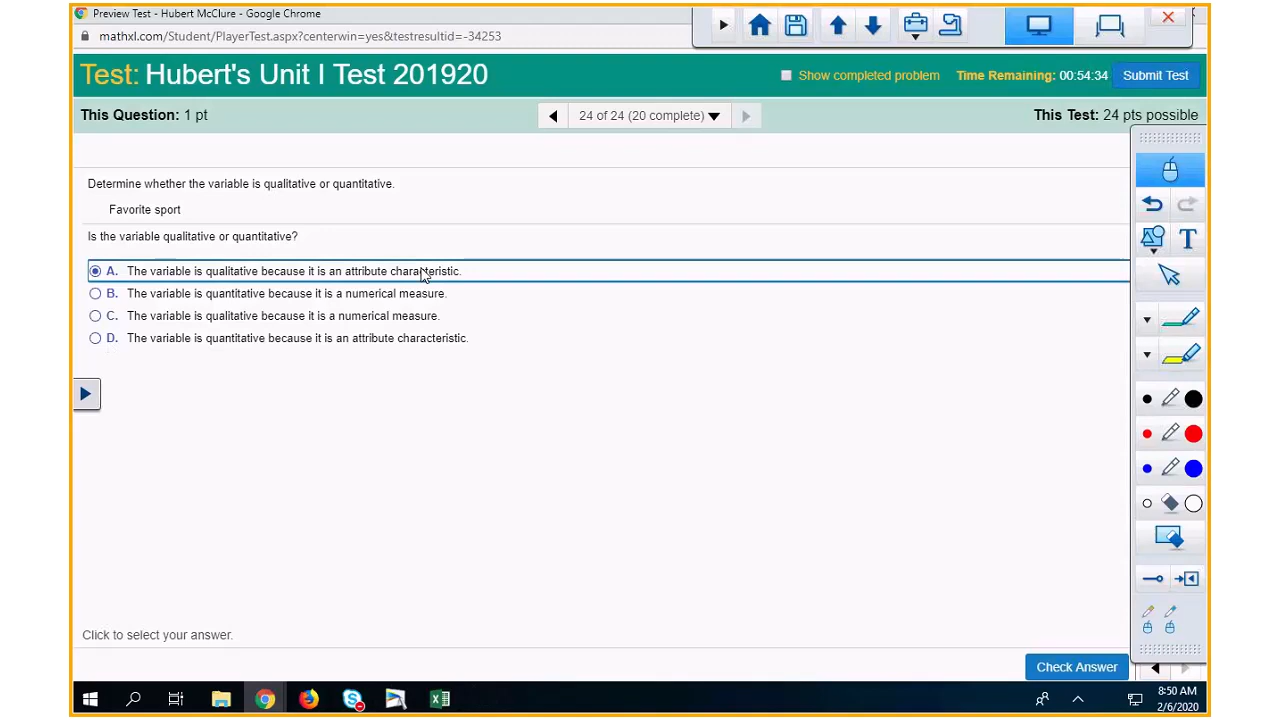 Preview Test - Hubert McClure - Google Chrome
mathxl.com/Student/PlayerTest.aspx?centerwin=yes&testresultid=-34253
Test: Hubert's Unit I Test 201920
Show completed problem
Time Remaining: 00:54:34
Submit Test
This Question: 1 pt
24 of 24 (20 complete)
This Test: 24 pts possible
Determine whether the variable is qualitative or quantitative.
Favorite sport
Is the variable qualitative or quantitative?
A. The variable is qualitative because it is an attribute characteristic.
B. The variable is quantitative because it is a numerical measure.
C. The variable is qualitative because it is a numerical measure.
D. The variable is quantitative because it is an attribute characteristic.
T
Click to select your answer.
Check Answer
8:50 AM
2/6/2020